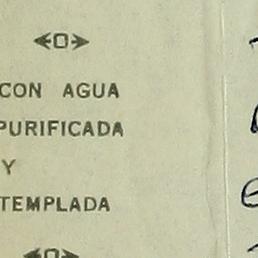 CON AGUA
PURIFICADA
Y
TEMPLADA